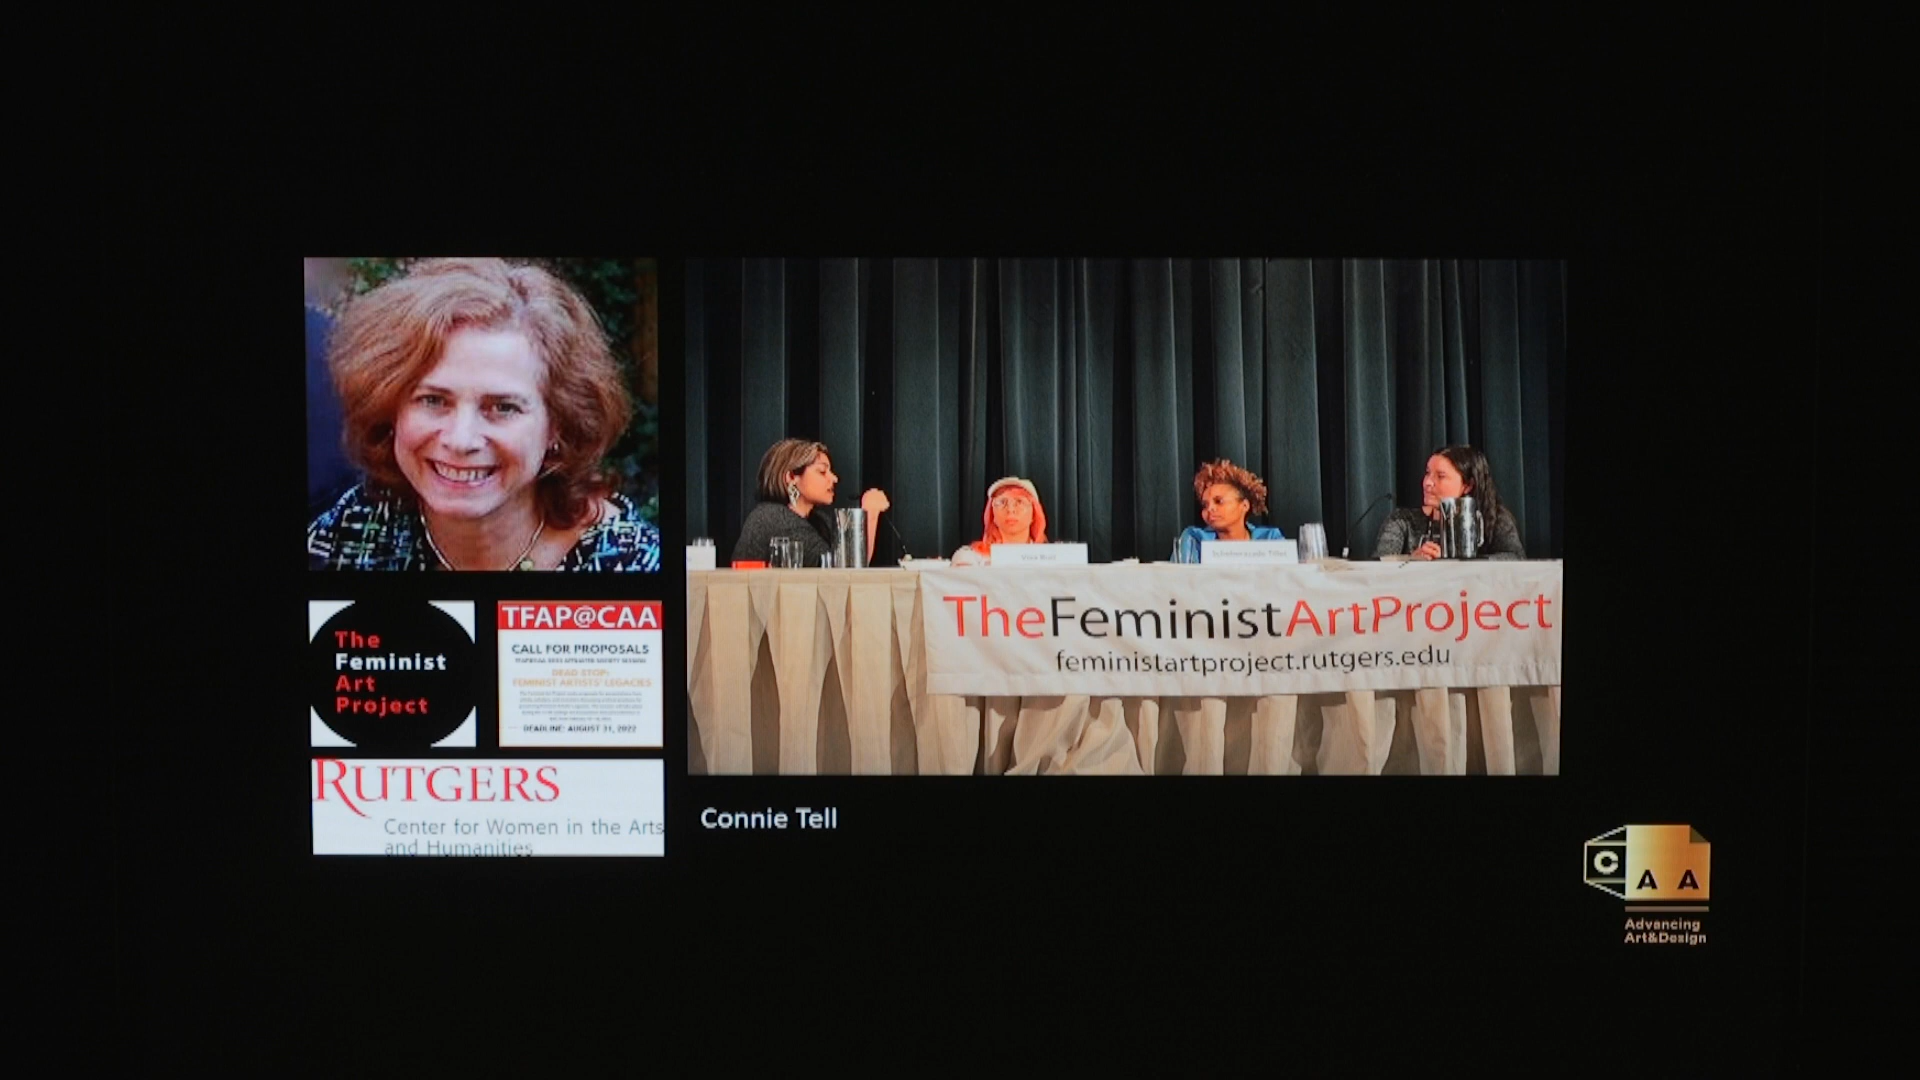 The
Feminist
Art
Project
TFAP@CAA
CALL FOR PROPOSALS
DEAD STOP:
FEMINIST ARTISTS' LEGACIES
DEADLINE: AUGUST 31, 2022
RUTGERS
Center for Women in the Arts
and Humanities
TheFeministArtProject
feministartproject.rutgers.edu
Connie Tell
C
A A
Advancing
Art&Design